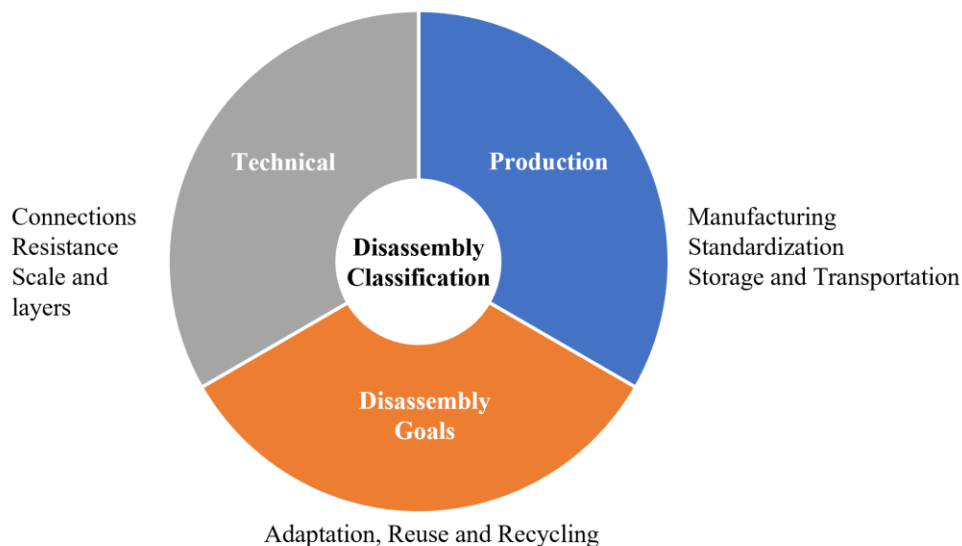 Technical
Production
Connections
Resistance
Scale and
layers
Disassembly
Classification
Manufacturing
Standardization
Storage and Transportation
Disassembly
Goals
Adaptation, Reuse and Recycling